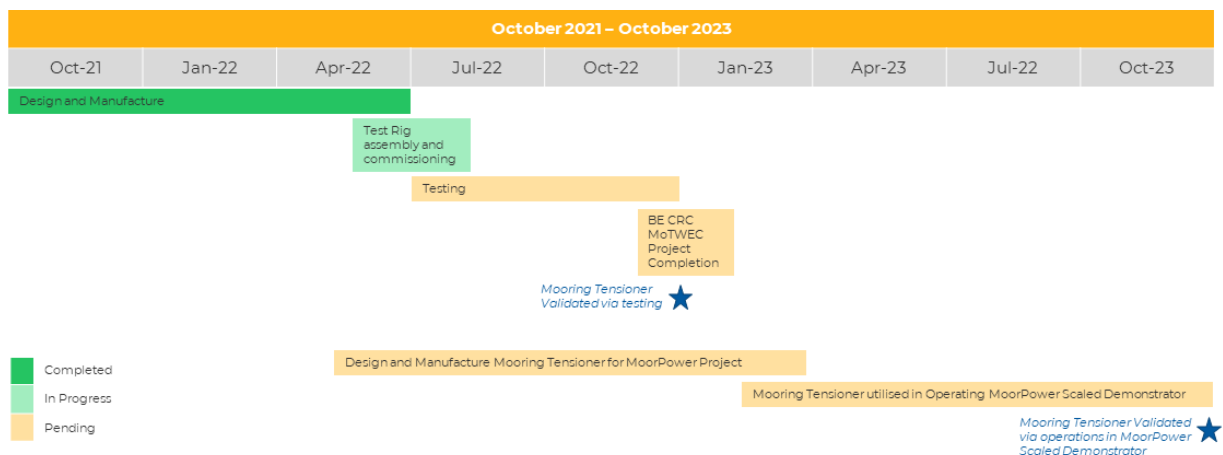 October 2021 – October 2023
Oct-21 Jan-22 Apr-22 Jul-22 Oct-22 Jan-23 Apr-23 Jul-22 Oct-23
Design and Manufacture
Test Rig
assembly and
commissioning
Testing
BE CRC
MoTWEC
Project
Completion
Mooring Tensioner
Validated via testing
Design and Manufacture Mooring Tensioner for MoorPower Project
Completed
In Progress
Pending
Mooring Tensioner utilised in Operating MoorPower Scaled Demonstrator
Mooring Tensioner Validated
via operations in MoorPower
Scaled Demonstrator